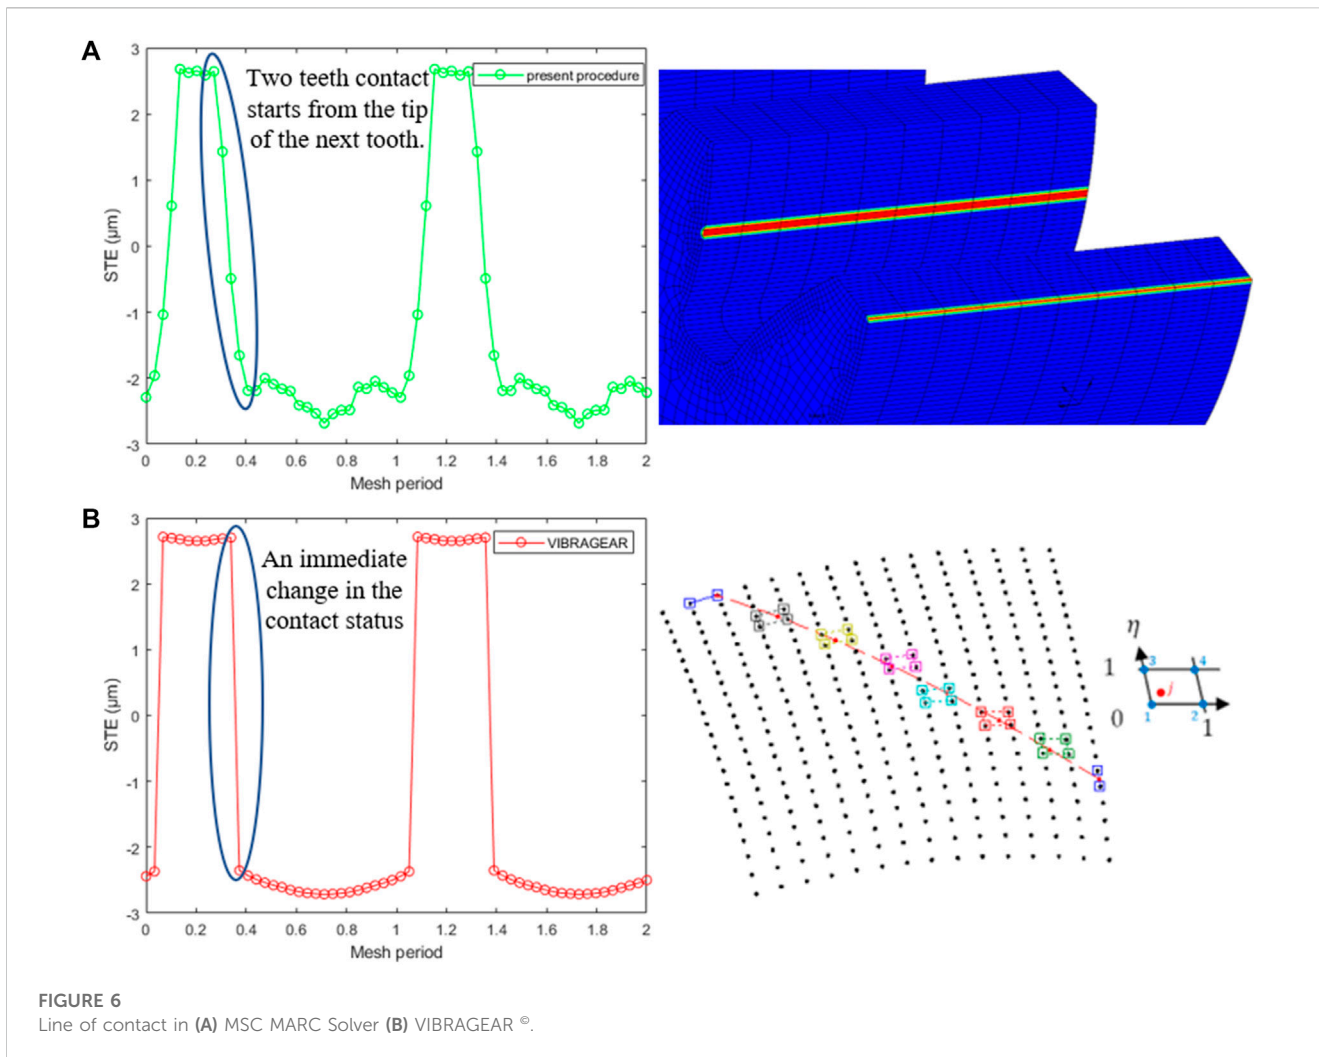 A
3
2
1
0
-1
-2
-3
STE (μm)
0 0.2 0.4 0.6 0.8 1 1.2 1.4 1.6 1.8 2
Mesh period
present procedure
Two teeth contact
starts from the tip
of the next tooth.
B
3
2
1
0
-1
-2
-3
STE (μm)
0 0.2 0.4 0.6 0.8 1 1.2 1.4 1.6 1.8 2
Mesh period
VIBRAGEAR
An immediate
change in the
contact status
η
1 3 4
j
0 1 2 1
FIGURE 6
Line of contact in (A) MSC MARC Solver (B) VIBRAGEAR ©.